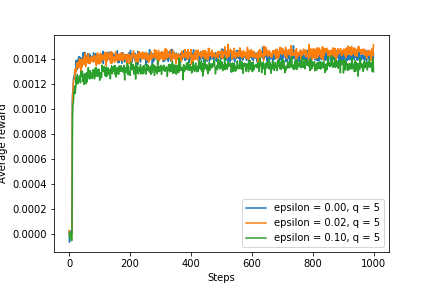 0.0014
0.0012
0.0010
0.0008
0.0006
0.0004
0.0002
0.0000
Average reward
0 200 400 600 800 1000
Steps
epsilon = 0.00, q = 5
epsilon = 0.02, q = 5
epsilon = 0.10, q = 5